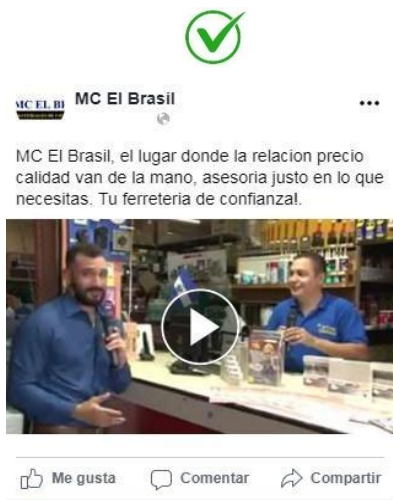 MC EL BI
MC El Brasil
MC El Brasil, el lugar donde la relacion precio
calidad van de la mano, asesoria justo en lo que
necesitas. Tu ferreteria de confianza!.
Me gusta
Comentar
Compartir